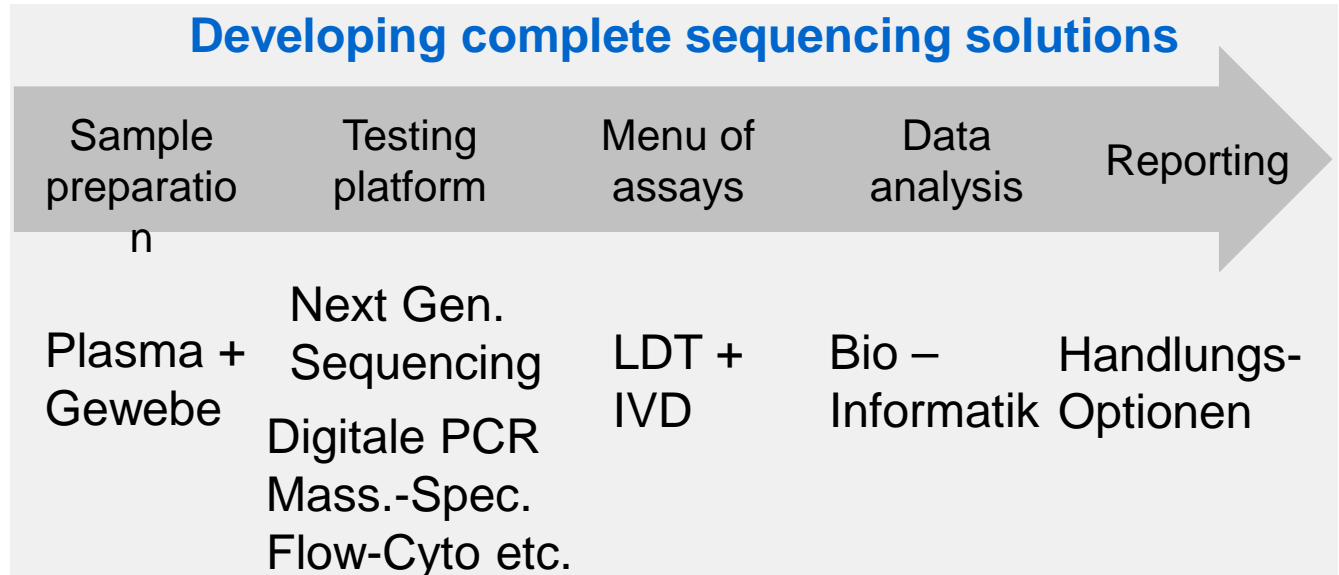 Developing complete sequencing solutions
Sample
preparatio
n
Testing
platform
Menu of
assays
Data
analysis
Reporting
Plasma +
Gewebe
Next Gen.
Sequencing
Digitale PCR
Mass.-Spec.
Flow-Cyto etc.
LDT +
IVD
Bio –
Informatik
Handlungs-
Optionen